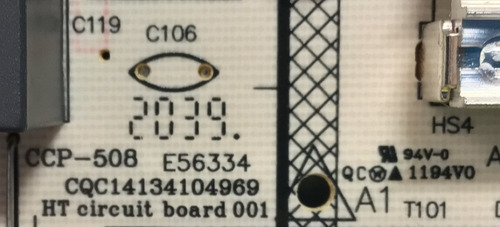 C119
C106
2039.
HS4
CCP-508 E56334
94V-0
CQC14134104969
QC 1194V0
HT circuit board 001
A1
T101